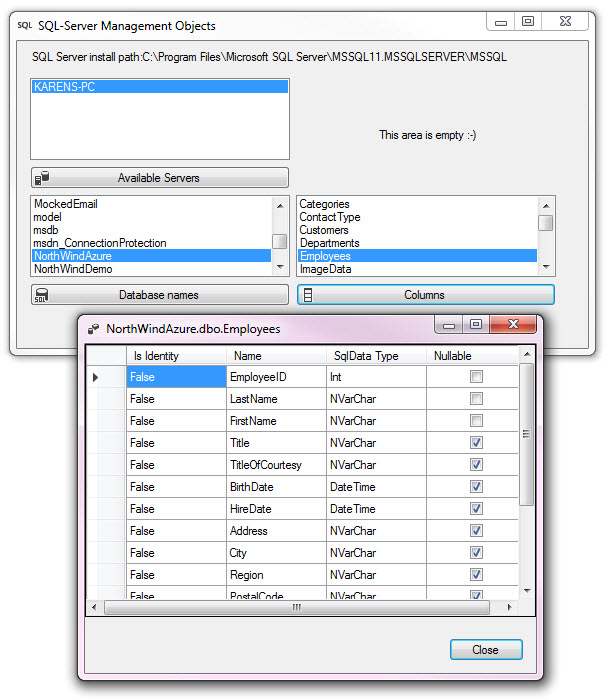 SQL SQL-Server Management Objects
SQL Server install path:C:\Program Files\Microsoft SQL Server\MSSQL11.MSSQLSERVER\MSSQL
KARENS-PC
This area is empty :-)
Available Servers
MockedEmail
model
msdb
msdn_ConnectionProtection
NorthWindAzure
NorthWindDemo
Categories
ContactType
Customers
Departments
Employees
ImageData
SQL Database names
Columns
NorthWindAzure.dbo.Employees
Is Identity Name SqlData Type Nullable
False EmployeeID Int
False LastName NVarChar
False FirstName NVarChar
False Title NVarChar
False TitleOfCourtesy NVarChar
False BirthDate DateTime
False HireDate DateTime
False Address NVarChar
False City NVarChar
False Region NVarChar
False PostalCode NVarChar
Close